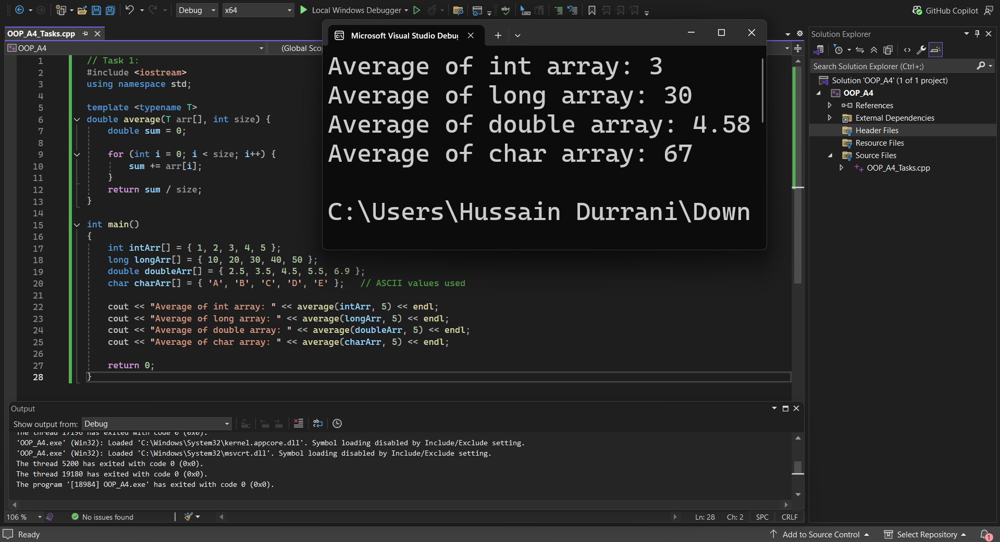 Debug
x64
Local Windows Debugger
GitHub Copilot
OOP_A4_Tasks.cpp
OOP_A4
(Global Sco
1 // Task 1:
2 #include <iostream>
3 using namespace std;
4
5 template <typename T>
6 double average(T arr[], int size) {
7 double sum = 0;
8
9 for (int i = 0; i < size; i++) {
10 sum += arr[i];
11 }
12 return sum / size;
13 }
14
15 int main()
16 {
17 int intArr[] = { 1, 2, 3, 4, 5 };
18 long longArr[] = { 10, 20, 30, 40, 50 };
19 double doubleArr[] = { 2.5, 3.5, 4.5, 5.5, 6.9 };
20 char charArr[] = { 'A', 'B', 'C', 'D', 'E' }; // ASCII values used
21
22 cout << "Average of int array: " << average(intArr, 5) << endl;
23 cout << "Average of long array: " << average(longArr, 5) << endl;
24 cout << "Average of double array: " << average(doubleArr, 5) << endl;
25 cout << "Average of char array: " << average(charArr, 5) << endl;
26
27 return 0;
28 }
Microsoft Visual Studio Debug
Average of int array: 3
Average of long array: 30
Average of double array: 4.58
Average of char array: 67
C:\Users\Hussain Durrani\Down
Solution Explorer
Search Solution Explorer (Ctrl+;)
Solution 'OOP_A4' (1 of 1 project)
OOP_A4
References
External Dependencies
Header Files
Resource Files
Source Files
OOP_A4_Tasks.cpp
Output
Show output from: Debug
The thread 17196 has exited with code 0 (0x0).
'OOP_A4.exe' (Win32): Loaded 'C:\Windows\System32\kernel.appcore.dll'. Symbol loading disabled by Include/Exclude setting.
'OOP_A4.exe' (Win32): Loaded 'C:\Windows\System32\msvcrt.dll'. Symbol loading disabled by Include/Exclude setting.
The thread 5200 has exited with code 0 (0x0).
The thread 19180 has exited with code 0 (0x0).
The program '[18984] OOP_A4.exe' has exited with code 0 (0x0).
106 %
No issues found
Ln: 28 Ch: 2 SPC CRLF
Ready
Add to Source Control
Select Repository
1